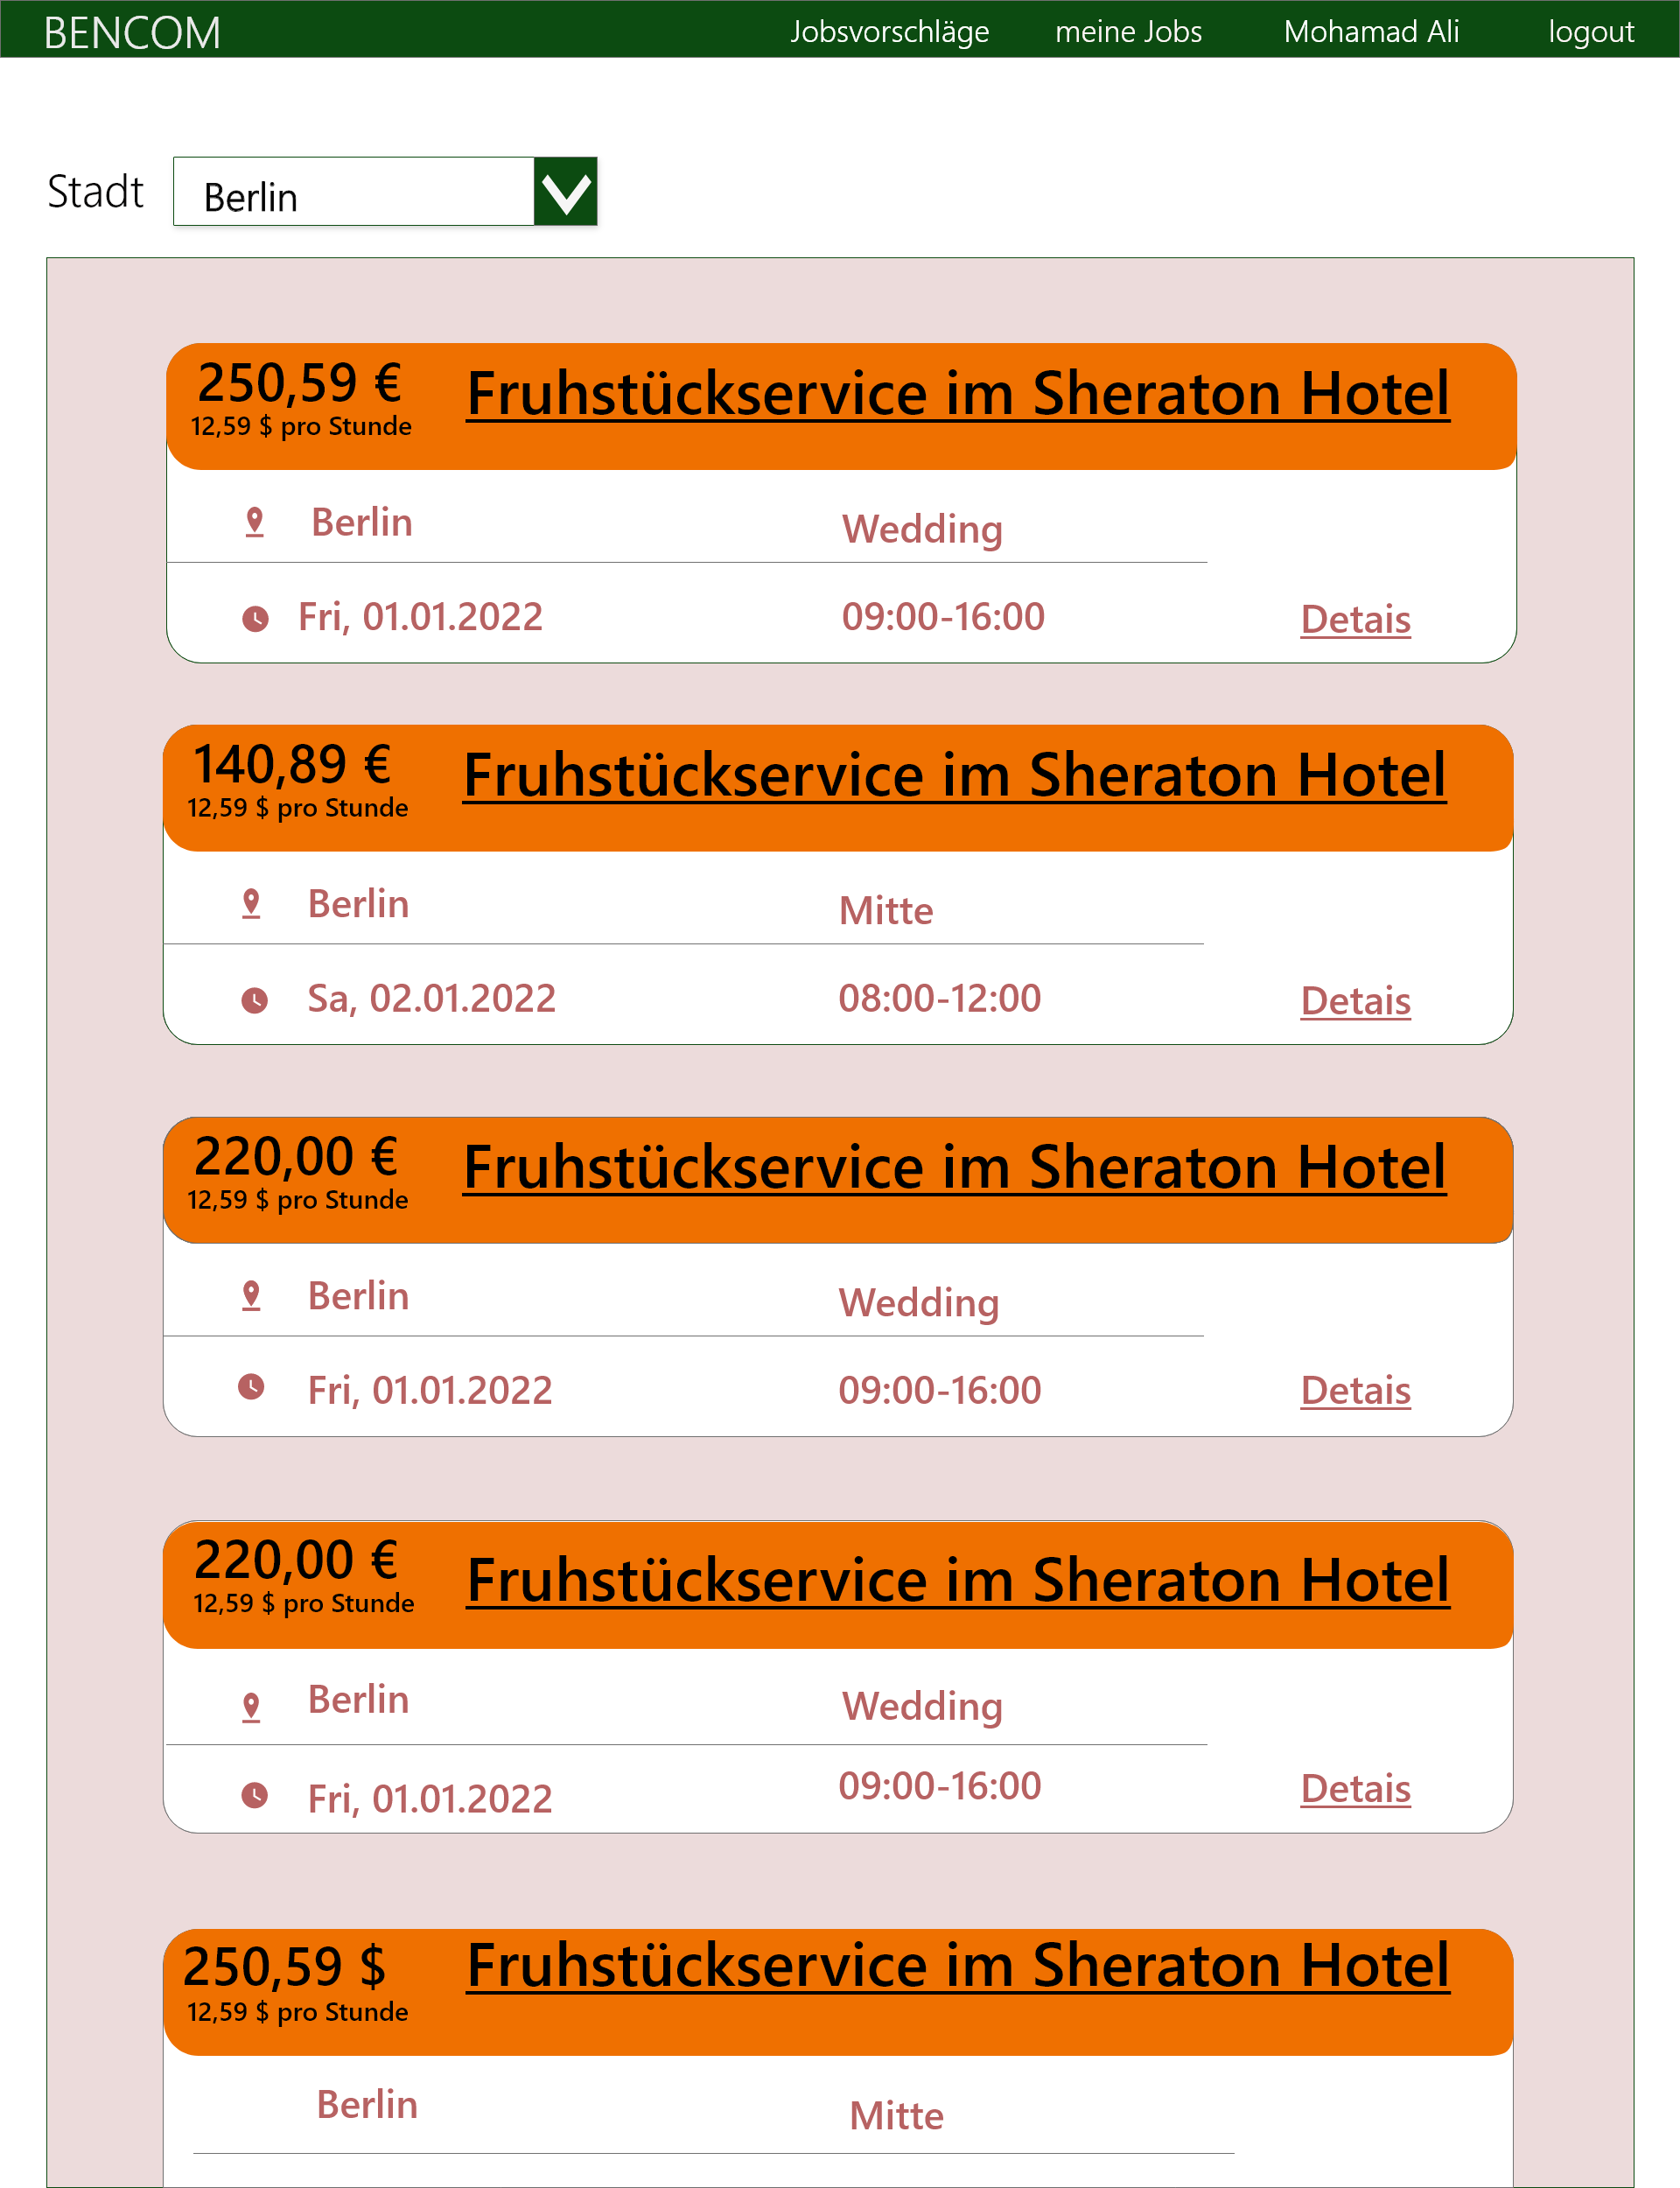 BENCOM Jobsvorschläge meine Jobs Mohamad Ali logout
Stadt Berlin
250,59 € Fruhstückservice im Sheraton Hotel
12,59 $ pro Stunde
Berlin Wedding
Fri, 01.01.2022 09:00-16:00 Detais
140,89 € Fruhstückservice im Sheraton Hotel
12,59 $ pro Stunde
Berlin Mitte
Sa, 02.01.2022 08:00-12:00 Detais
220,00 € Fruhstückservice im Sheraton Hotel
12,59 $ pro Stunde
Berlin Wedding
Fri, 01.01.2022 09:00-16:00 Detais
220,00 € Fruhstückservice im Sheraton Hotel
12,59 $ pro Stunde
Berlin Wedding
Fri, 01.01.2022 09:00-16:00 Detais
250,59 $ Fruhstückservice im Sheraton Hotel
12,59 $ pro Stunde
Berlin Mitte